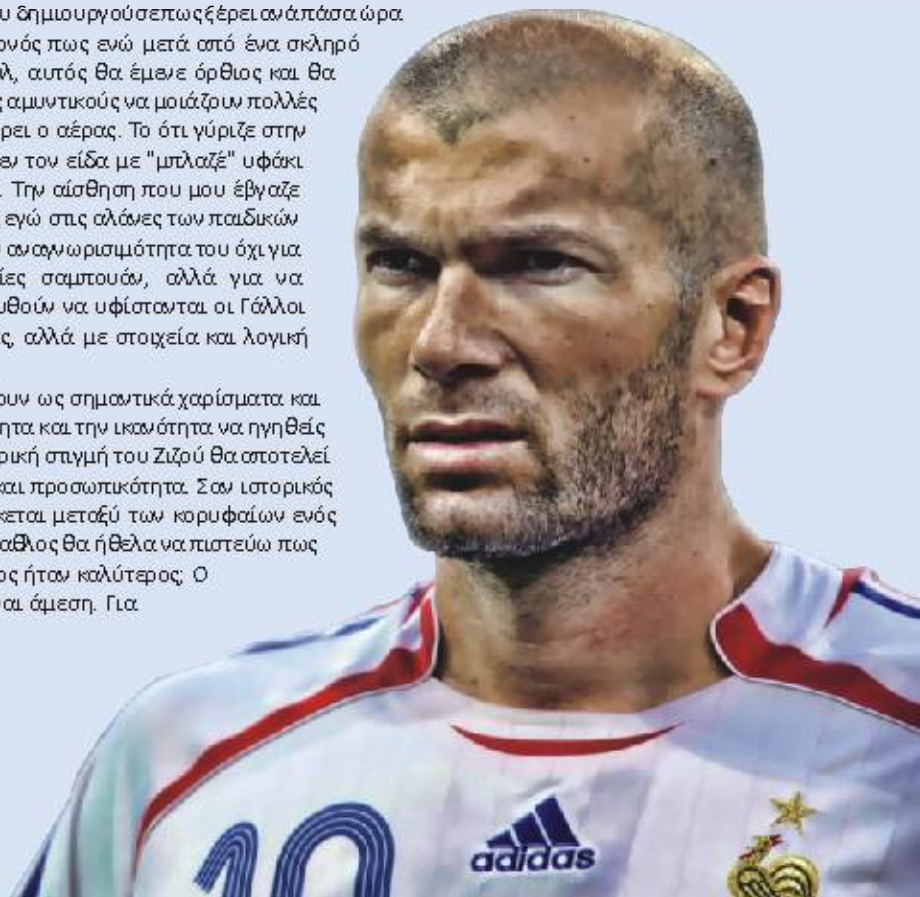 υ δημιουργούσε πως ξέρει ανά πάσα ώρα
ονός πως ενώ μετά από ένα σκληρό
λ, αυτός θα έμενε όρθιος και θα
ς αμυντικούς να μοιάζουν πολλές
ρει ο αέρας. Το ότι γύριζε στην
εν τον είδα με "μπλαζέ" υφάκι
. Την αίσθηση που μου έβγαζε
εγώ στις αλάνες των παιδικών
αναγνωρισιμότητα του όχι για
ίες σαμπουάν, αλλά για να
υθούν να υφίστανται οι Γάλλοι
ς, αλλά με στοιχεία και λογική
ουν ως σημαντικά χαρίσματα και
ητα και την ικανότητα να ηγηθείς
ρική στιγμή του Ζιζού θα αποτελεί
και προσωπικότητα. Σαν ιστορικός
κεται μεταξύ των κορυφαίων ενός
αθλος θα ήθελα να πιστεύω πως
ος ήταν καλύτερος; Ο
αι άμεση. Για
10
adidas